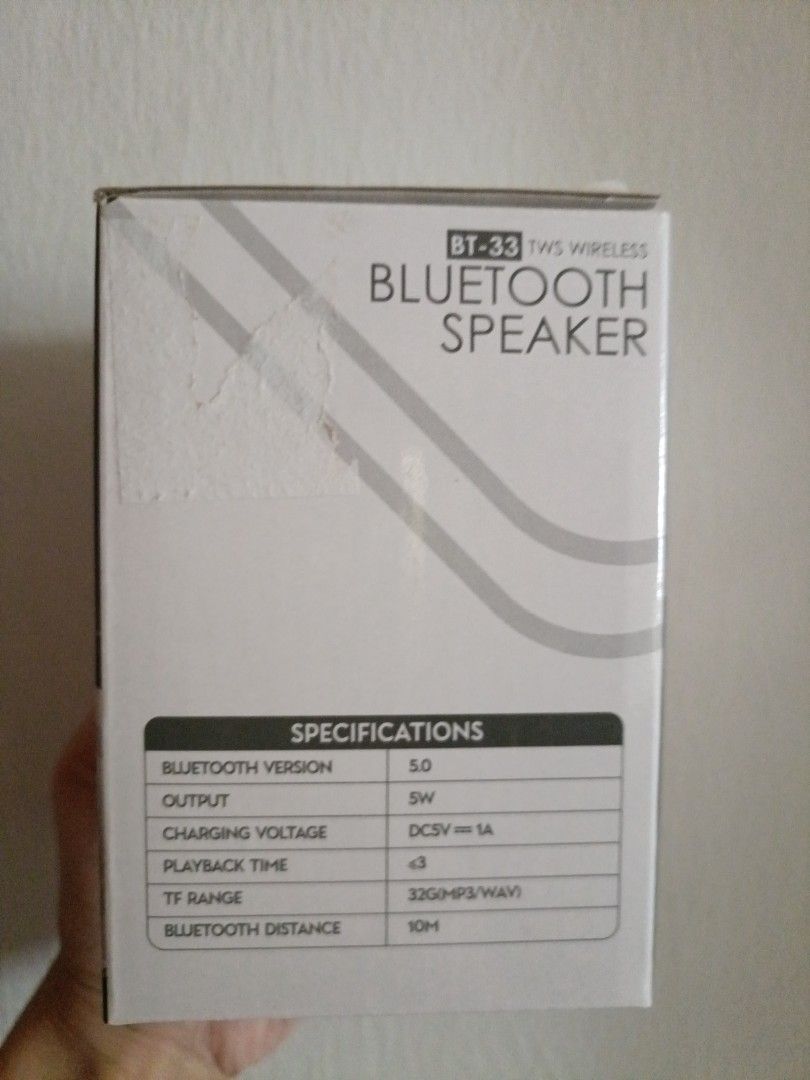 BT-33 TWS WIRELESS
BLUETOOTH
SPEAKER
SPECIFICATIONS
BLUETOOTH VERSION 5.0
OUTPUT 5W
CHARGING VOLTAGE DC5V ⎓ 1A
PLAYBACK TIME ≤3
TF RANGE 32G(MP3/WAV)
BLUETOOTH DISTANCE 10M